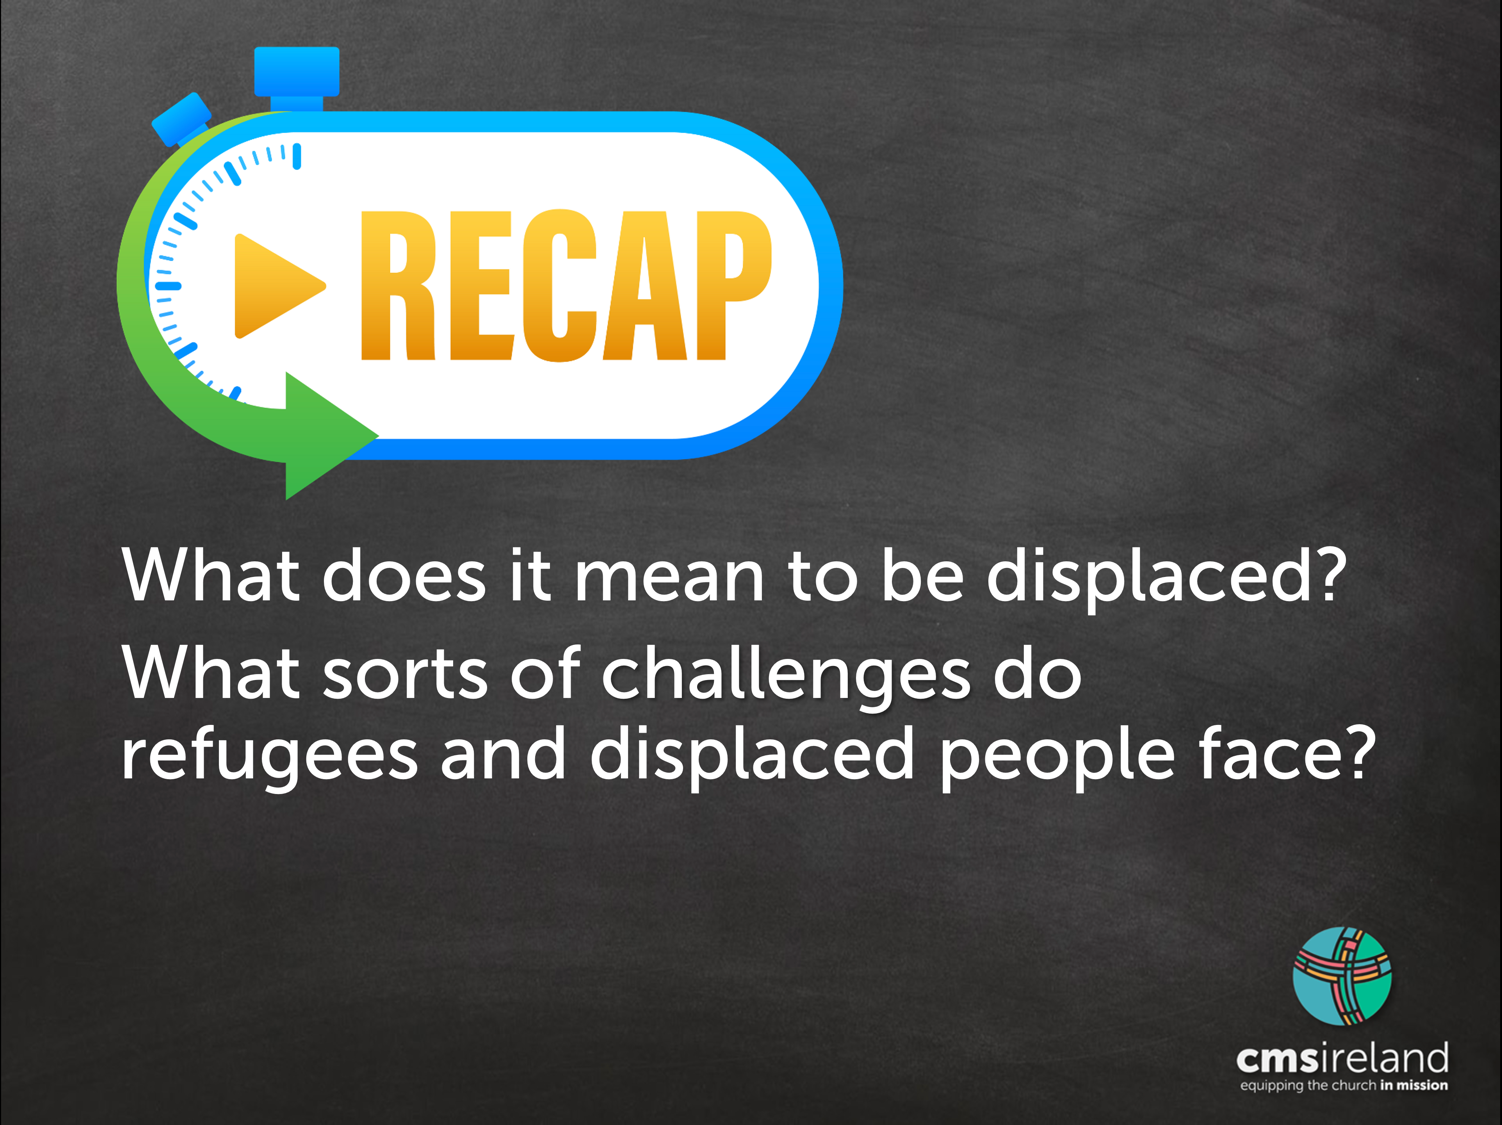 RECAP
What does it mean to be displaced?
What sorts of challenges do
refugees and displaced people face?
cmsireland
equipping the church in mission